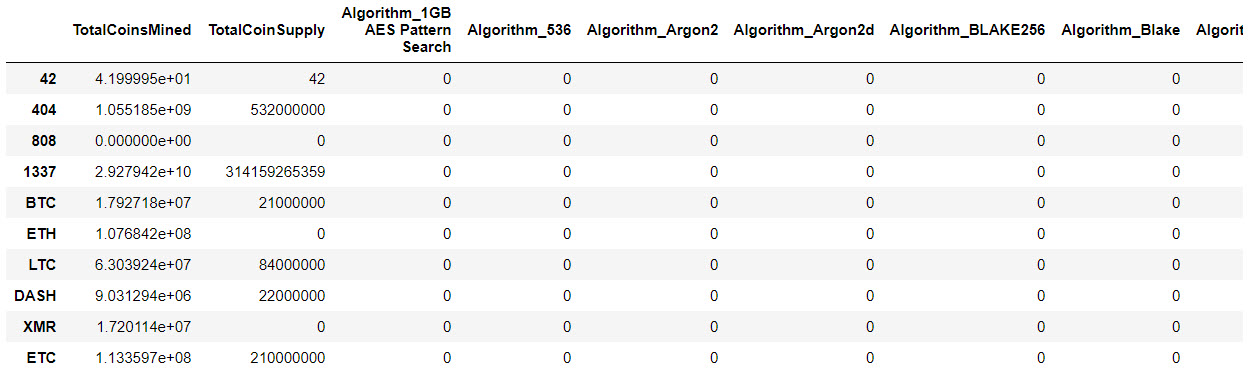 TotalCoinsMined TotalCoinSupply Algorithm_1GB AES Pattern Search Algorithm_536 Algorithm_Argon2 Algorithm_Argon2d Algorithm_BLAKE256 Algorithm_Blake Algorit
42 4.199995e+01 42 0 0 0 0 0 0
404 1.055185e+09 532000000 0 0 0 0 0 0
808 0.000000e+00 0 0 0 0 0 0 0
1337 2.927942e+10 314159265359 0 0 0 0 0 0
BTC 1.792718e+07 21000000 0 0 0 0 0 0
ETH 1.076842e+08 0 0 0 0 0 0 0
LTC 6.303924e+07 84000000 0 0 0 0 0 0
DASH 9.031294e+06 22000000 0 0 0 0 0 0
XMR 1.720114e+07 0 0 0 0 0 0 0
ETC 1.133597e+08 210000000 0 0 0 0 0 0